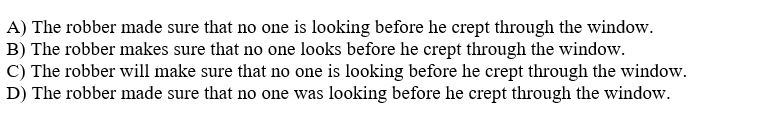 A) The robber made sure that no one is looking before he crept through the window.
B) The robber makes sure that no one looks before he crept through the window.
C) The robber will make sure that no one is looking before he crept through the window.
D) The robber made sure that no one was looking before he crept through the window.